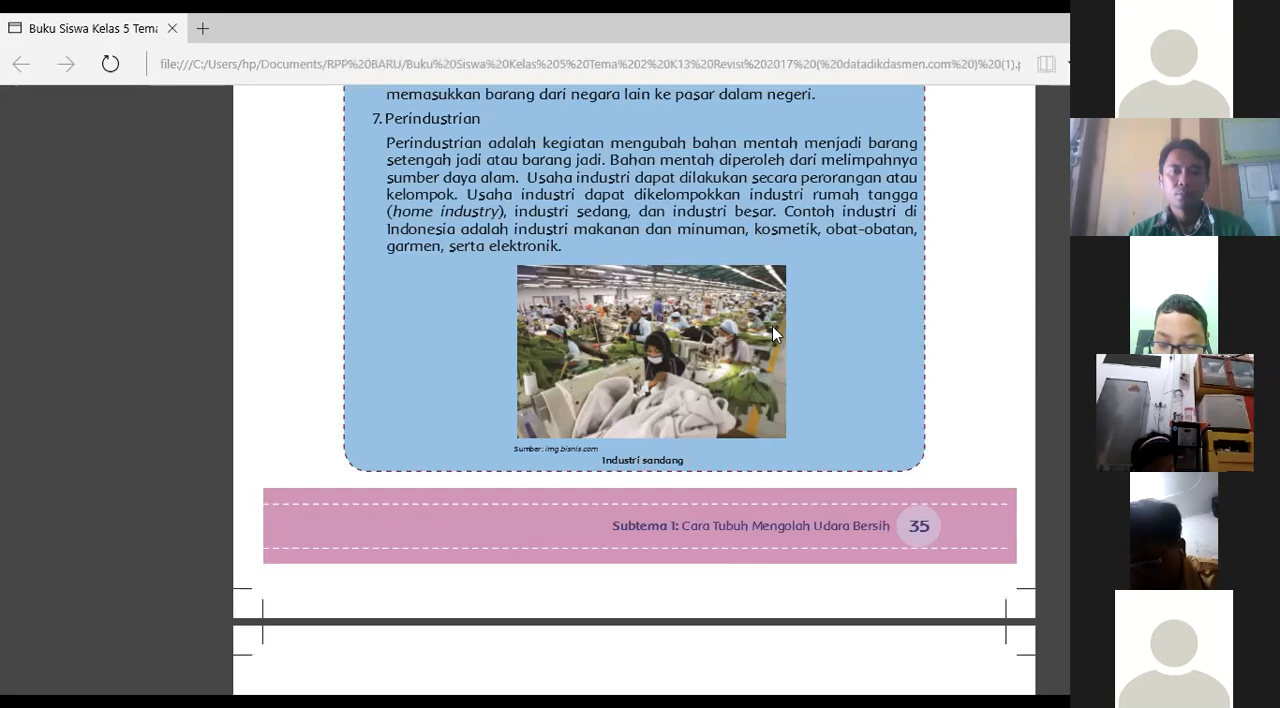 Buku Siswa Kelas 5 Tema
file:///C:/Users/hp/Documents/RPP%20BARU/Buku%20Siswa%20Kelas%205%20Tema%202%20K13%20Revisi%202017%20(%20datadikdasmen.com%20)%20(1).p
memasukkan barang dari negara lain ke pasar dalam negeri.
7. Perindustrian
Perindustrian adalah kegiatan mengubah bahan mentah menjadi barang
setengah jadi atau barang jadi. Bahan mentah diperoleh dari melimpahnya
sumber daya alam. Usaha industri dapat dilakukan secara perorangan atau
kelompok. Usaha industri dapat dikelompokkan industri rumah tangga
(home industry), industri sedang, dan industri besar. Contoh industri di
Indonesia adalah industri makanan dan minuman, kosmetik, obat-obatan,
garmen, serta elektronik.
Sumber: img.bisnis.com
Industri sandang
Subtema 1: Cara Tubuh Mengolah Udara Bersih 35